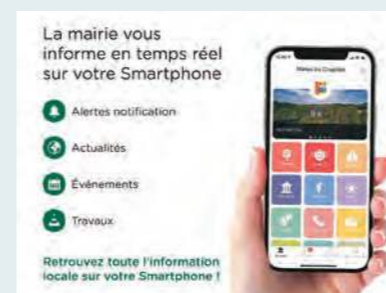 La mairie vous
informe en temps réel
sur votre Smartphone
Alertes notification
Actualités
Événements
Travaux
Retrouvez toute l'information
locale sur votre Smartphone !